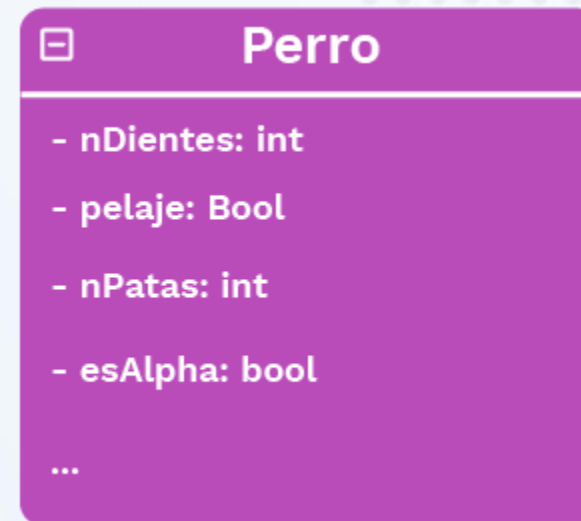 Perro
- nDientes: int
- pelaje: Bool
- nPatas: int
- esAlpha: bool
...